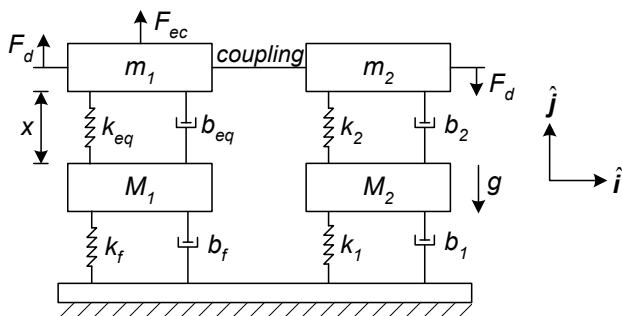 F_ec
F_d m_1 coupling m_2 F_d
x k_eq b_eq k_2 b_2 ĵ
M_1 M_2 g î
k_f b_f k_1 b_1